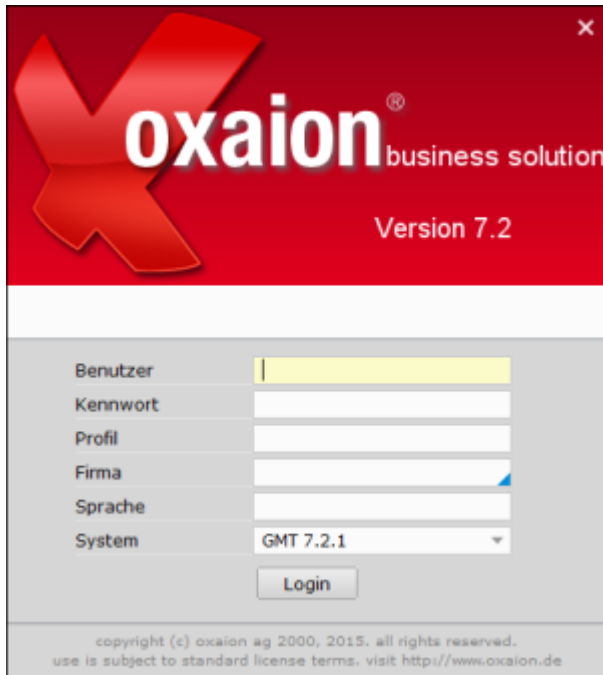 oxaion® business solution
Version 7.2
Benutzer
Kennwort
Profil
Firma
Sprache
System GMT 7.2.1
Login
copyright (c) oxaion ag 2000, 2015. all rights reserved.
use is subject to standard license terms. visit http://www.oxaion.de